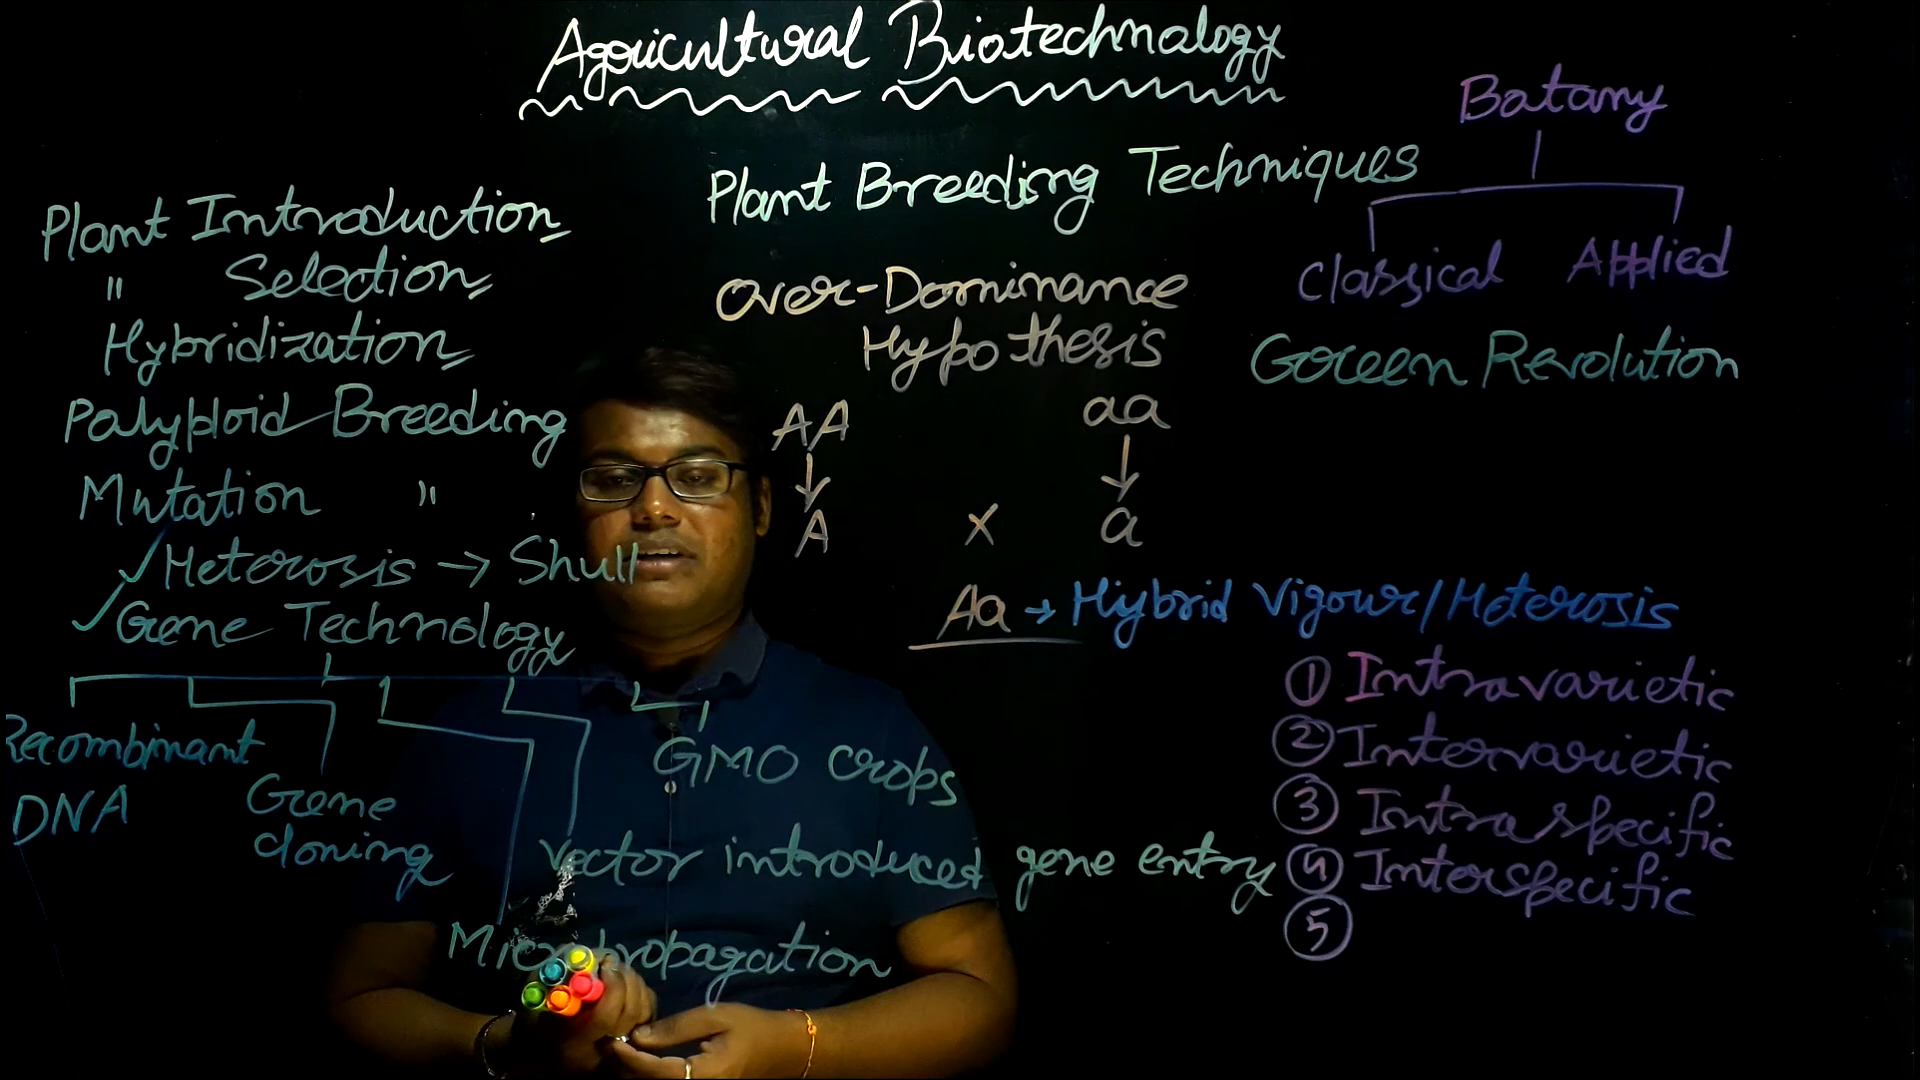 Agricultural Biotechnology
Botany
Classical Applied
Green Revolution
Plant Breeding Techniques
Plant Introduction
" Selection
Hybridization
Polyploid Breeding
Mutation "
✓ Heterosis → Shull
✓ Gene Technology
Recombinant
DNA
Gene
cloning
Micropropagation
Vector introduced gene entry
GMO crops
Over-Dominance
Hypothesis
AA aa
↓ ↓
A x a
Aa → Hybrid Vigour/Heterosis
① Intravarietic
② Intervarietic
③ Intraspecific
④ Interspecific
⑤